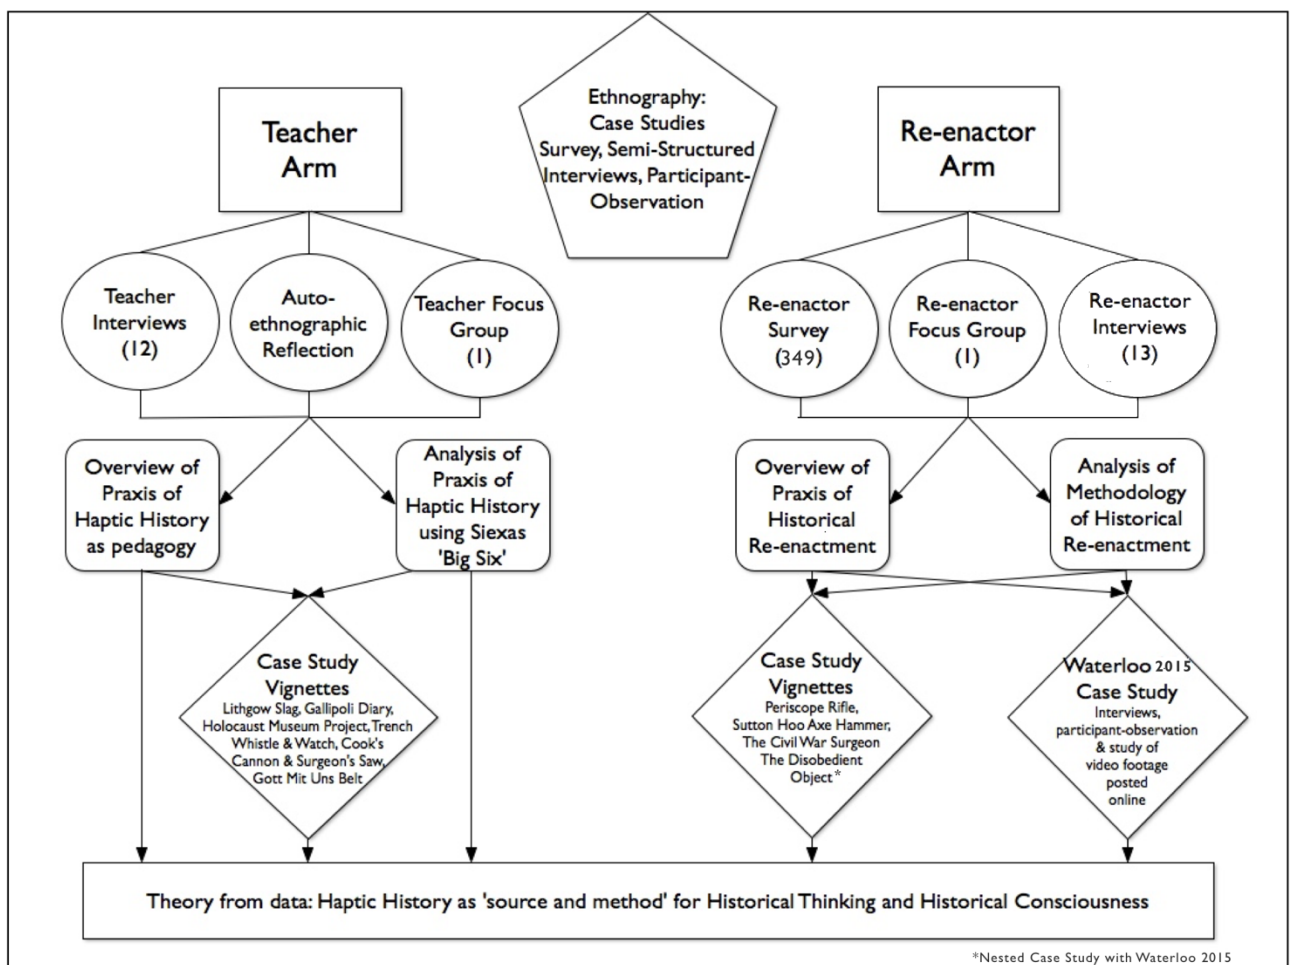 Ethnography:
Case Studies
Survey, Semi-Structured
Interviews, Participant-
Observation
Teacher
Arm
Re-enactor
Arm
Teacher
Interviews
(12)
Auto-
ethnographic
Reflection
Teacher Focus
Group
(1)
Re-enactor
Survey
(349)
Re-enactor
Focus Group
(1)
Re-enactor
Interviews
(13)
Overview of
Praxis of
Haptic History
as pedagogy
Analysis of
Praxis of
Haptic History
using Siexas
'Big Six'
Overview of
Praxis of
Historical
Re-enactment
Analysis of
Methodology
of Historical
Re-enactment
Case Study
Vignettes
Lithgow Slag, Gallipoli Diary,
Holocaust Museum Project, Trench
Whistle & Watch, Cook's
Cannon & Surgeon's Saw,
Gott Mit Uns Belt
Case Study
Vignettes
Periscope Rifle,
Sutton Hoo Axe Hammer,
The Civil War Surgeon
The Disobedient
Object*
Waterloo 2015
Case Study
Interviews,
participant-observation
& study of
video footage
posted
online
Theory from data: Haptic History as 'source and method' for Historical Thinking and Historical Consciousness
*Nested Case Study with Waterloo 2015